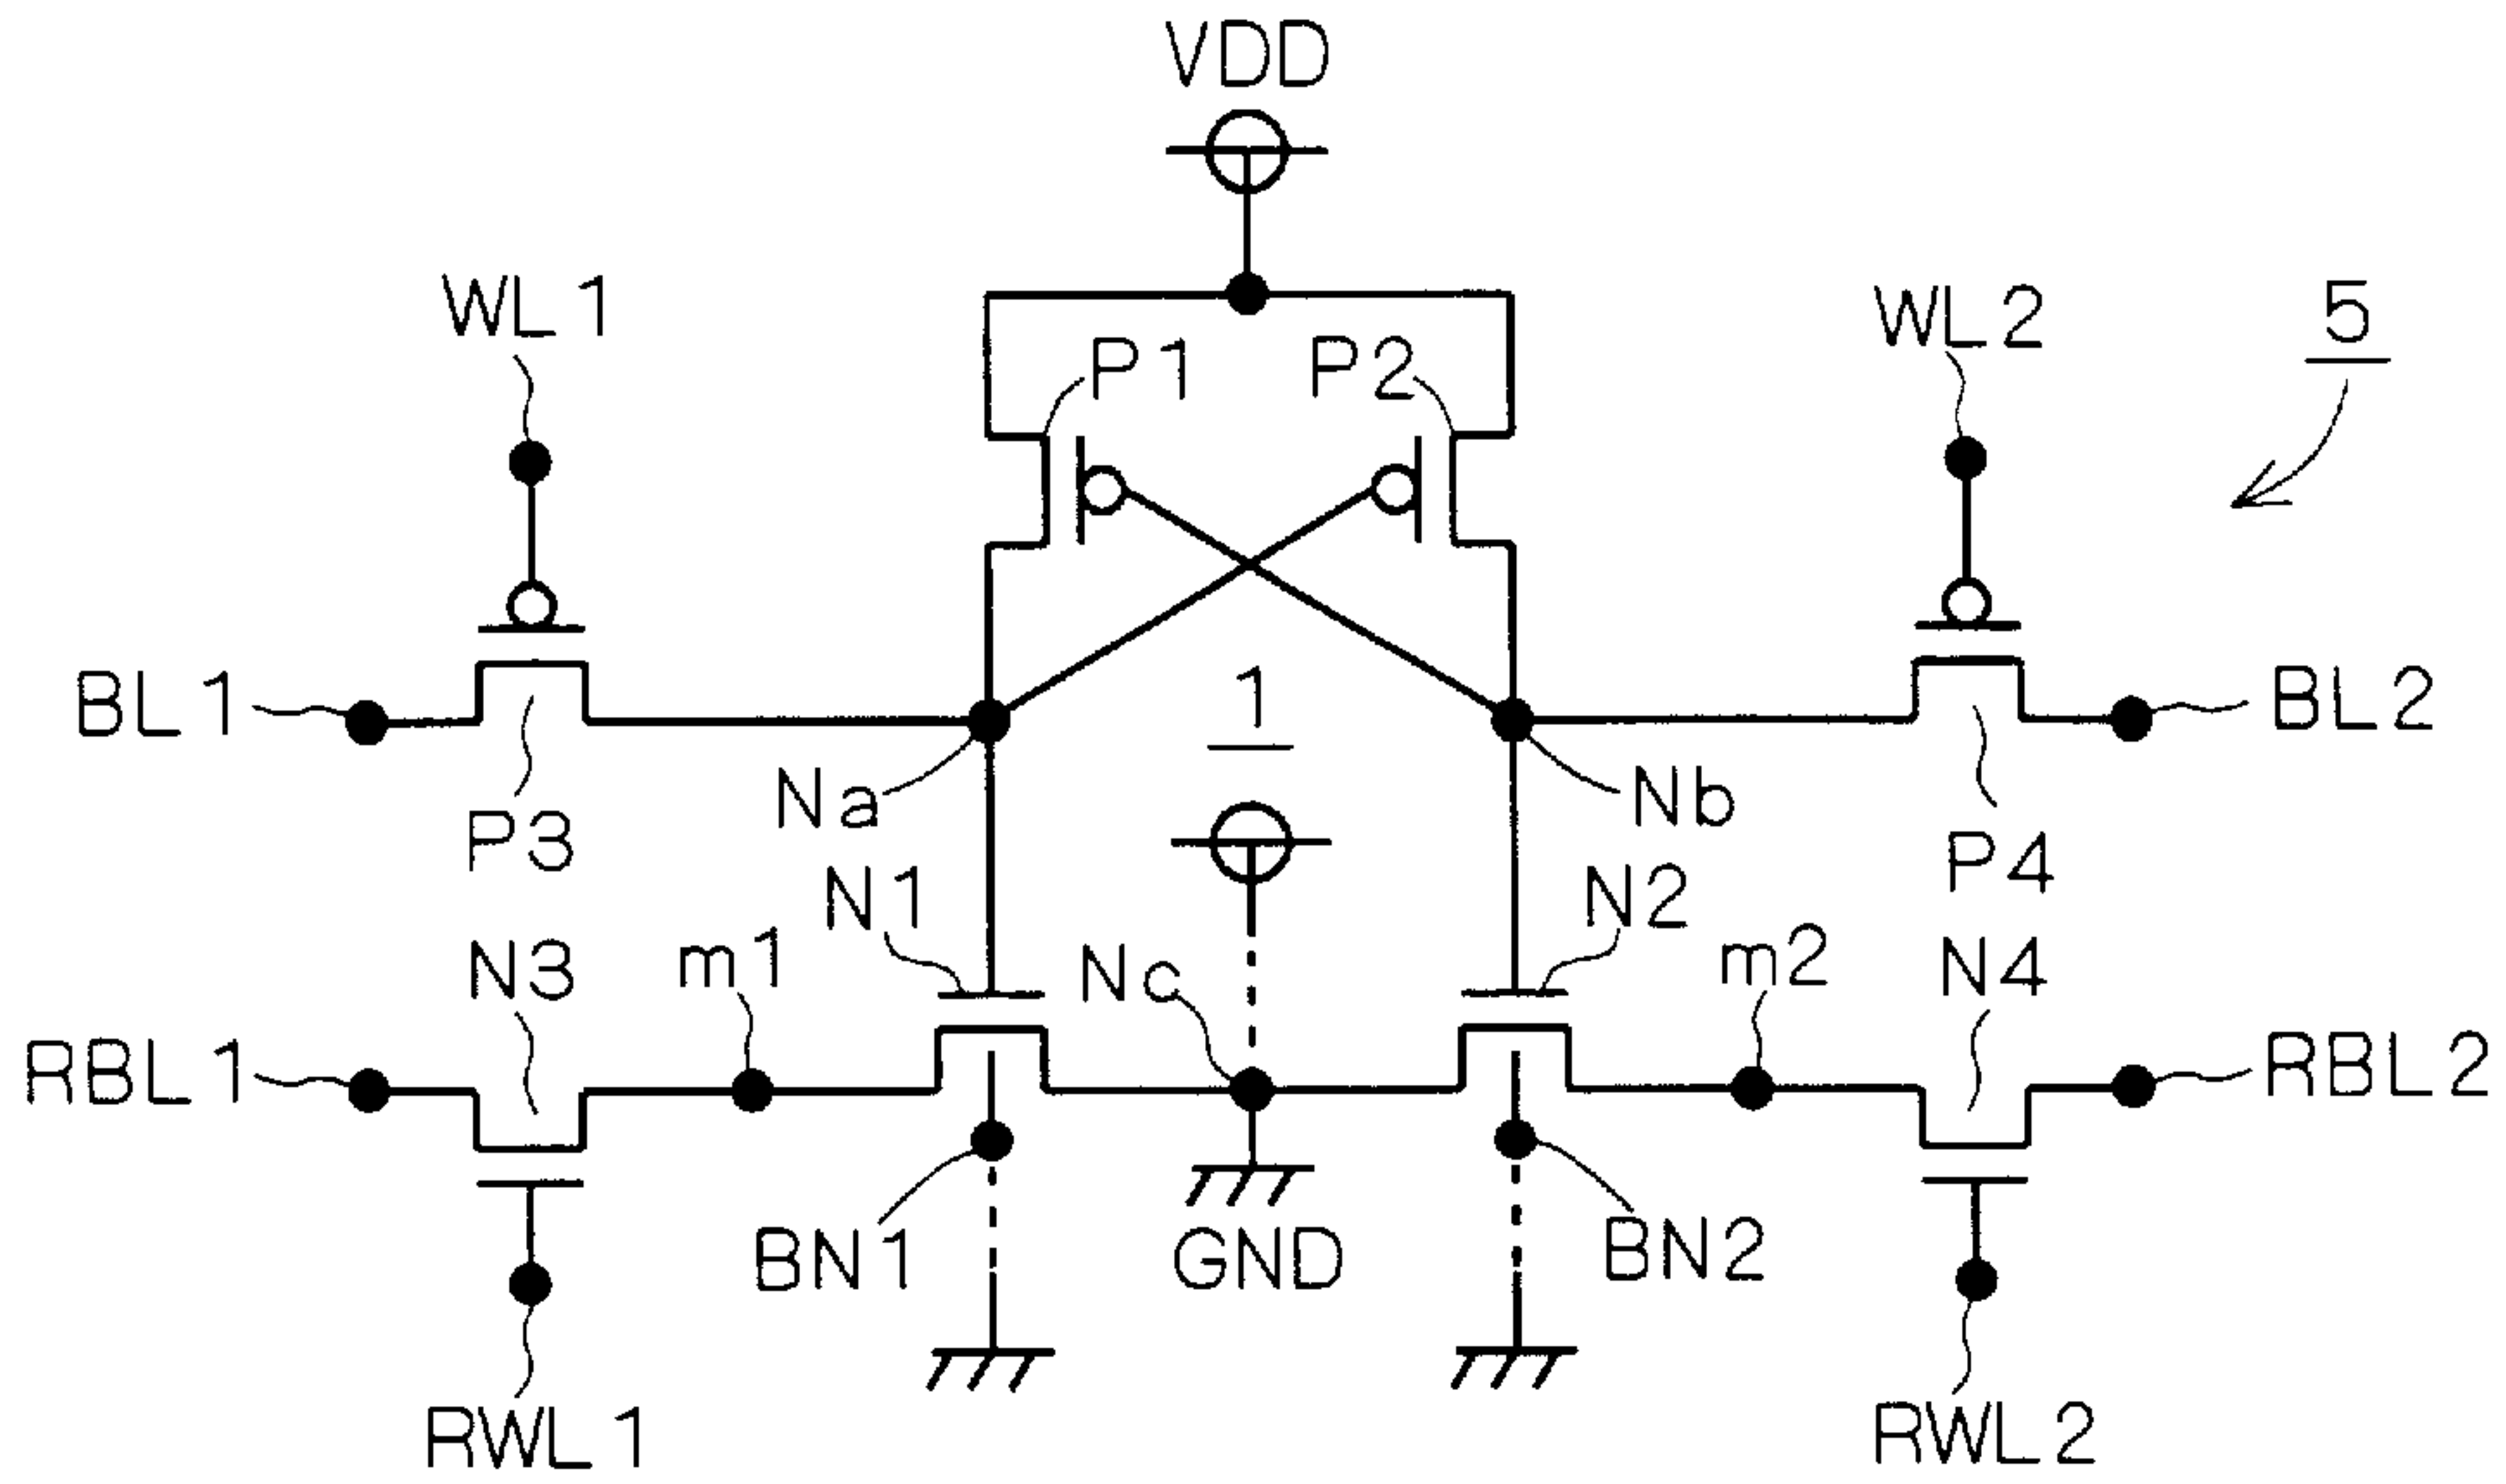 VDD
WL1
WL2
5
P1
P2
BL1
1
BL2
Na
Nb
P3
P4
N1
N2
N3
m1
Nc
m2
N4
RBL1
RBL2
BN1
GND
BN2
RWL1
RWL2